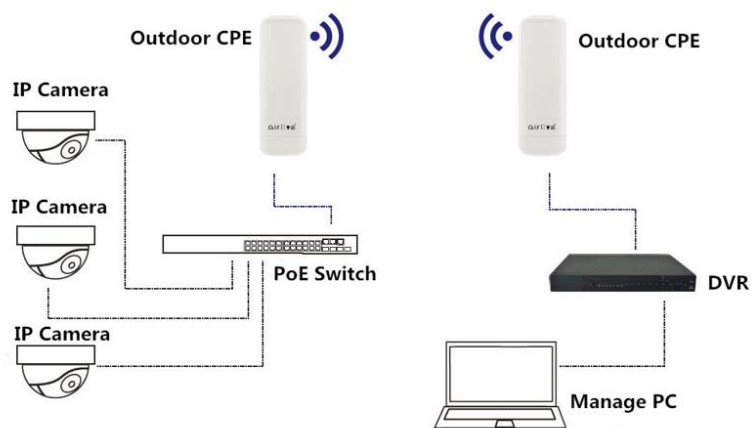 Outdoor CPE
Outdoor CPE
IP Camera
airlive
airlive
IP Camera
PoE Switch
DVR
IP Camera
Manage PC